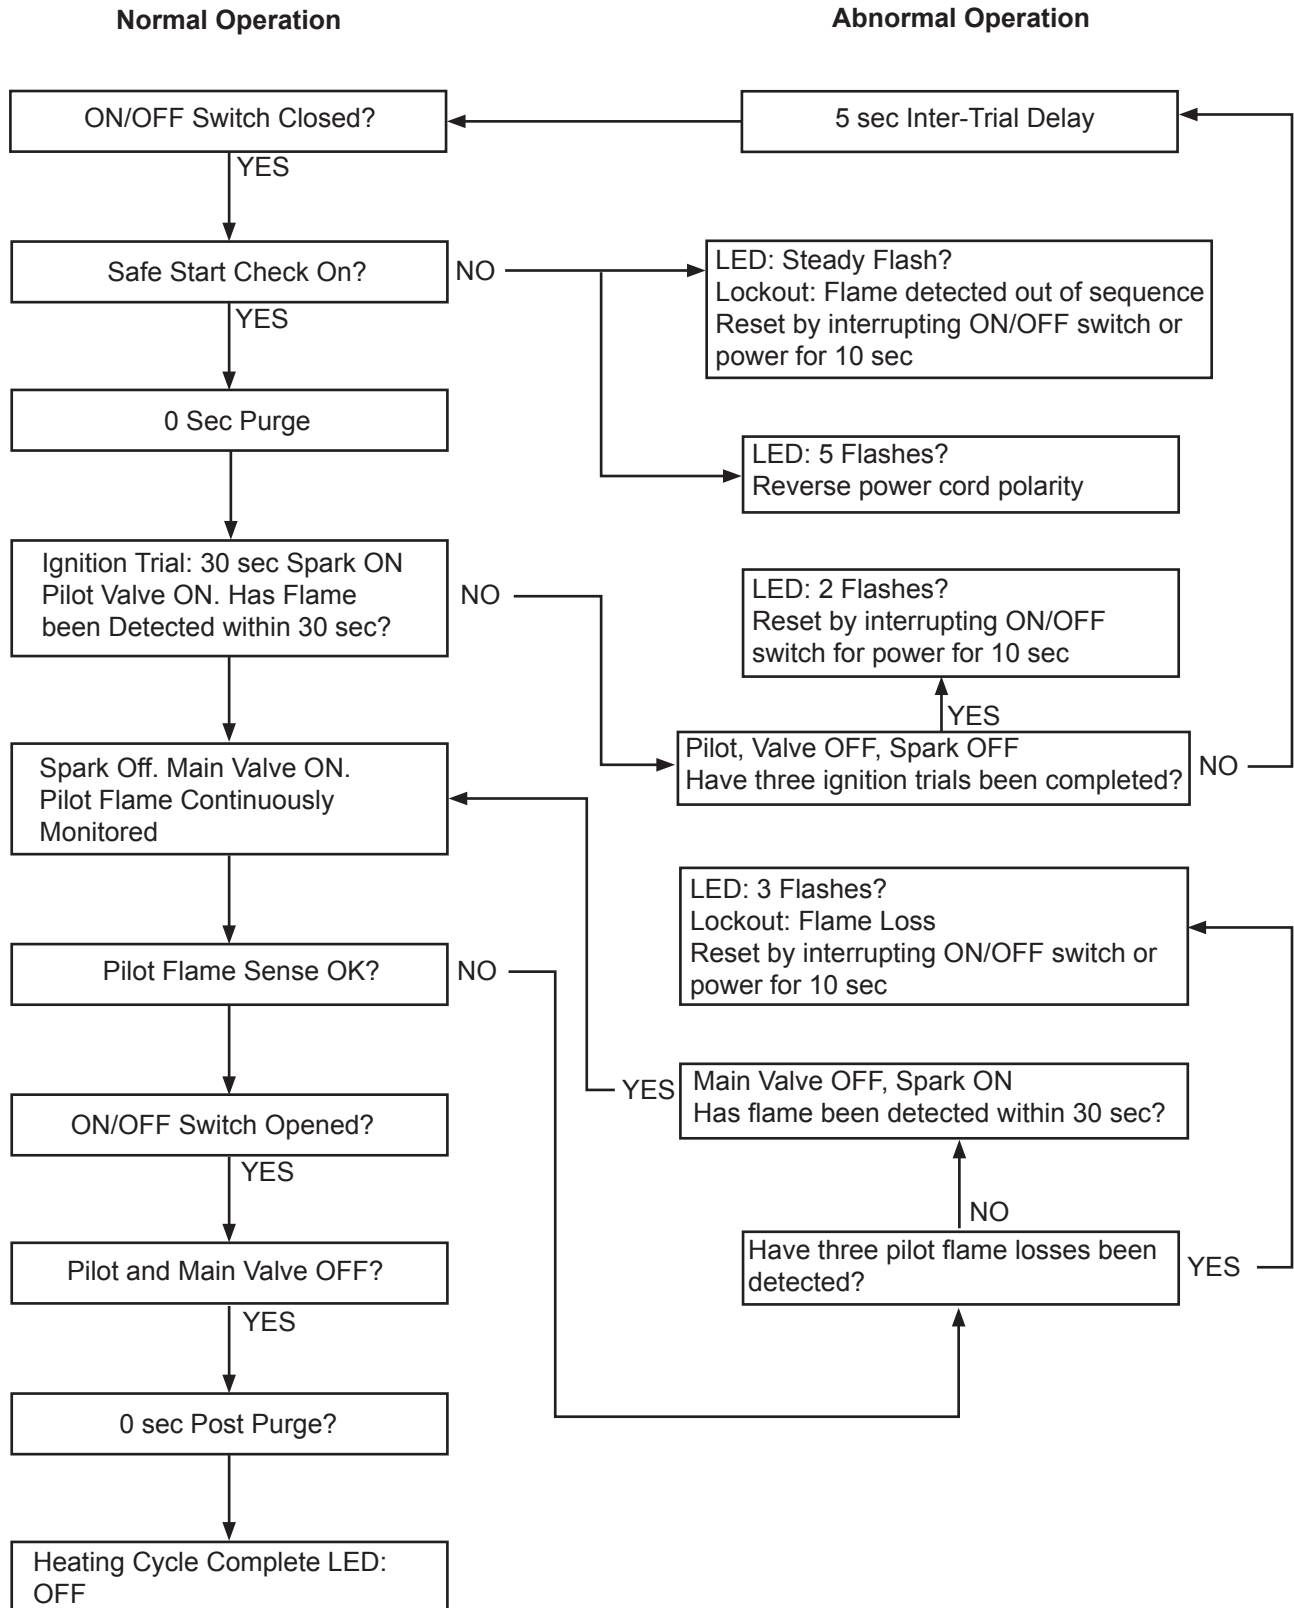 Normal Operation
Abnormal Operation
ON/OFF Switch Closed?
5 sec Inter-Trial Delay
YES
Safe Start Check On?
NO
LED: Steady Flash?
Lockout: Flame detected out of sequence
Reset by interrupting ON/OFF switch or
power for 10 sec
YES
0 Sec Purge
LED: 5 Flashes?
Reverse power cord polarity
Ignition Trial: 30 sec Spark ON
Pilot Valve ON. Has Flame
been Detected within 30 sec?
NO
LED: 2 Flashes?
Reset by interrupting ON/OFF
switch for power for 10 sec
YES
Pilot, Valve OFF, Spark OFF
Have three ignition trials been completed?
NO
Spark Off. Main Valve ON.
Pilot Flame Continuously
Monitored
LED: 3 Flashes?
Lockout: Flame Loss
Reset by interrupting ON/OFF switch or
power for 10 sec
Pilot Flame Sense OK?
NO
YES
Main Valve OFF, Spark ON
Has flame been detected within 30 sec?
ON/OFF Switch Opened?
YES
NO
Have three pilot flame losses been
detected?
YES
Pilot and Main Valve OFF?
YES
0 sec Post Purge?
Heating Cycle Complete LED:
OFF